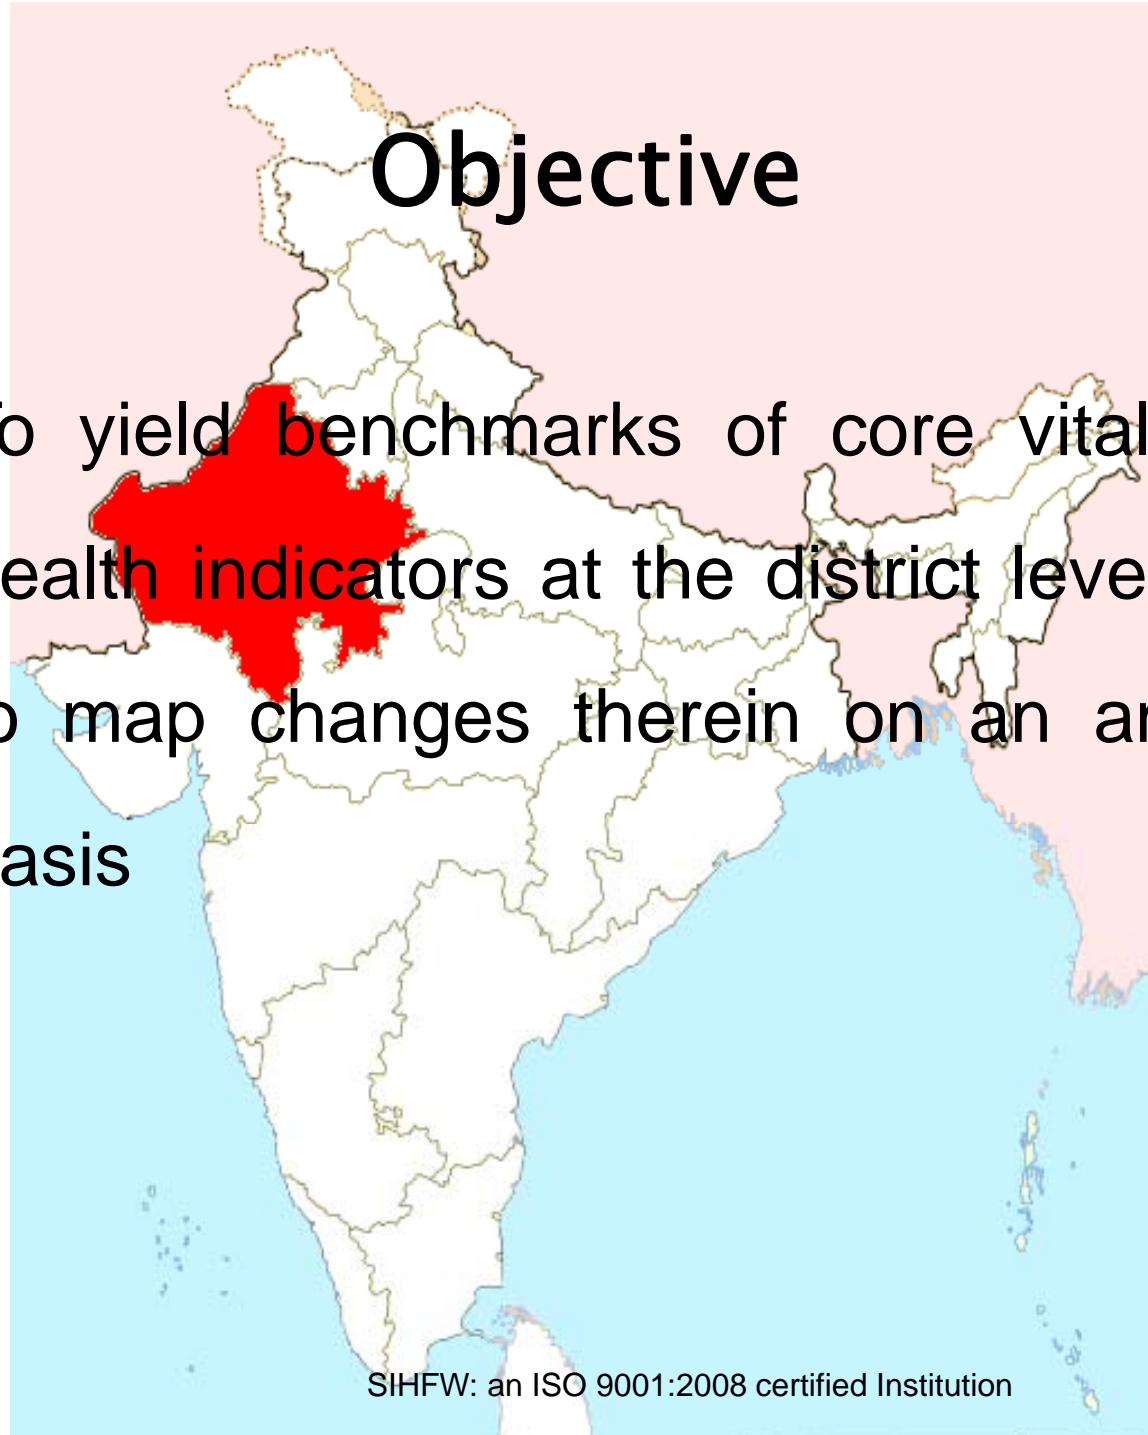 Objective
o yield benchmarks of core vital
ealth indicators at the district leve
o map changes therein on an an
asis
SIHFW: an ISO 9001:2008 certified Institution